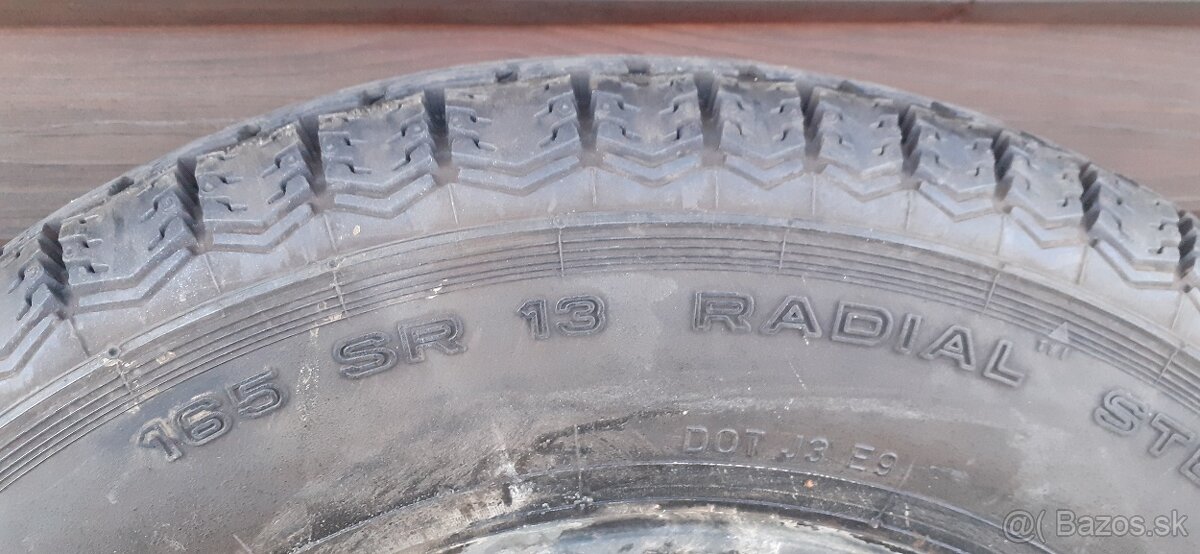 165 SR 13 RADIAL
DOT J3 E9
@( Bazos.sk